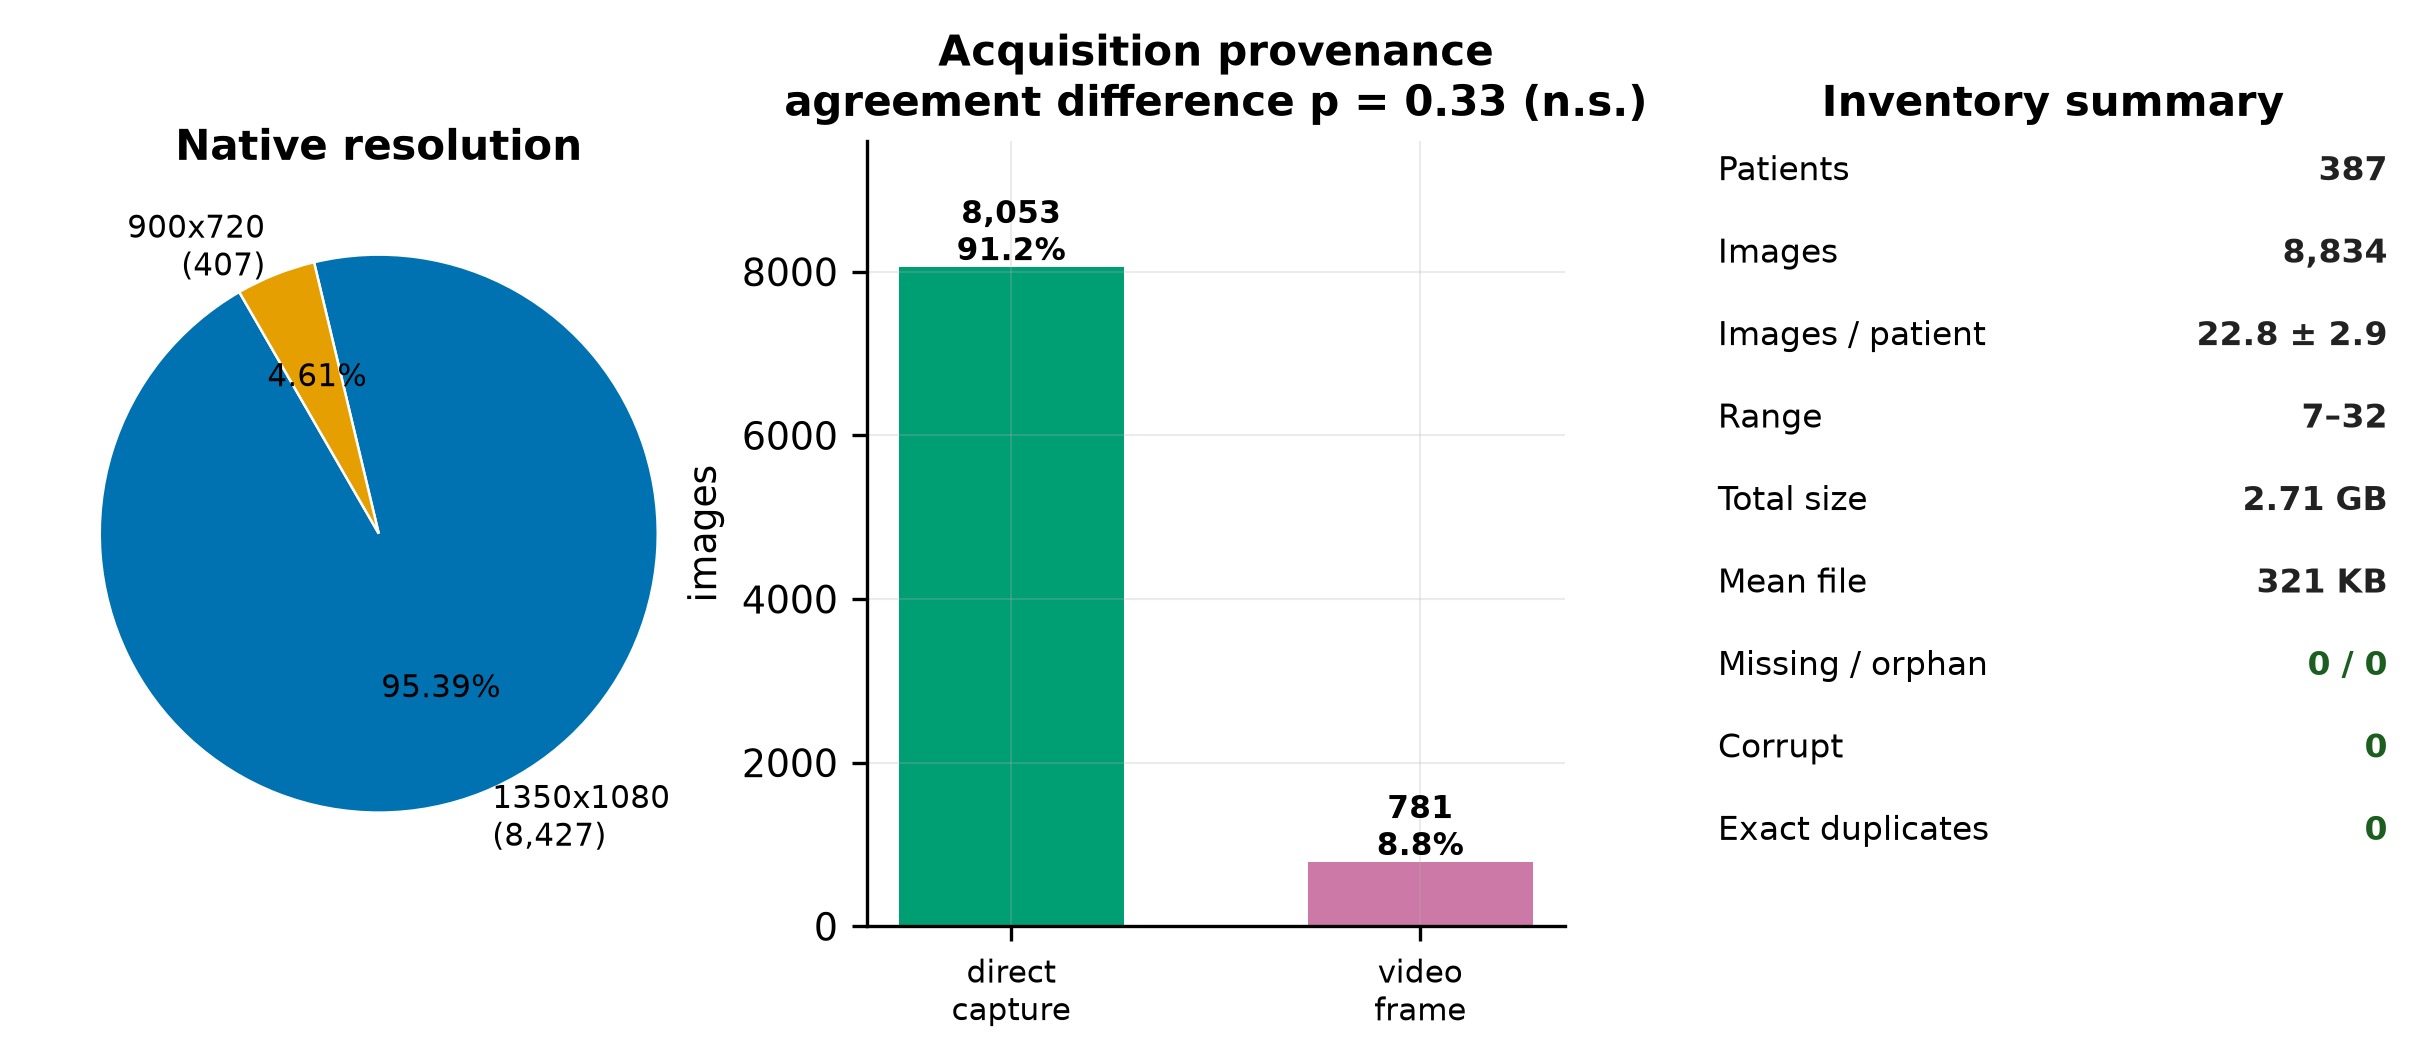 Native resolution
900x720
(407)
4.61%
95.39%
1350x1080
(8,427)
Acquisition provenance
agreement difference p = 0.33 (n.s.)
images
8000
6000
4000
2000
0
8,053
91.2%
781
8.8%
direct
capture
video
frame
Inventory summary
Patients 387
Images 8,834
Images / patient 22.8 ± 2.9
Range 7–32
Total size 2.71 GB
Mean file 321 KB
Missing / orphan 0 / 0
Corrupt 0
Exact duplicates 0